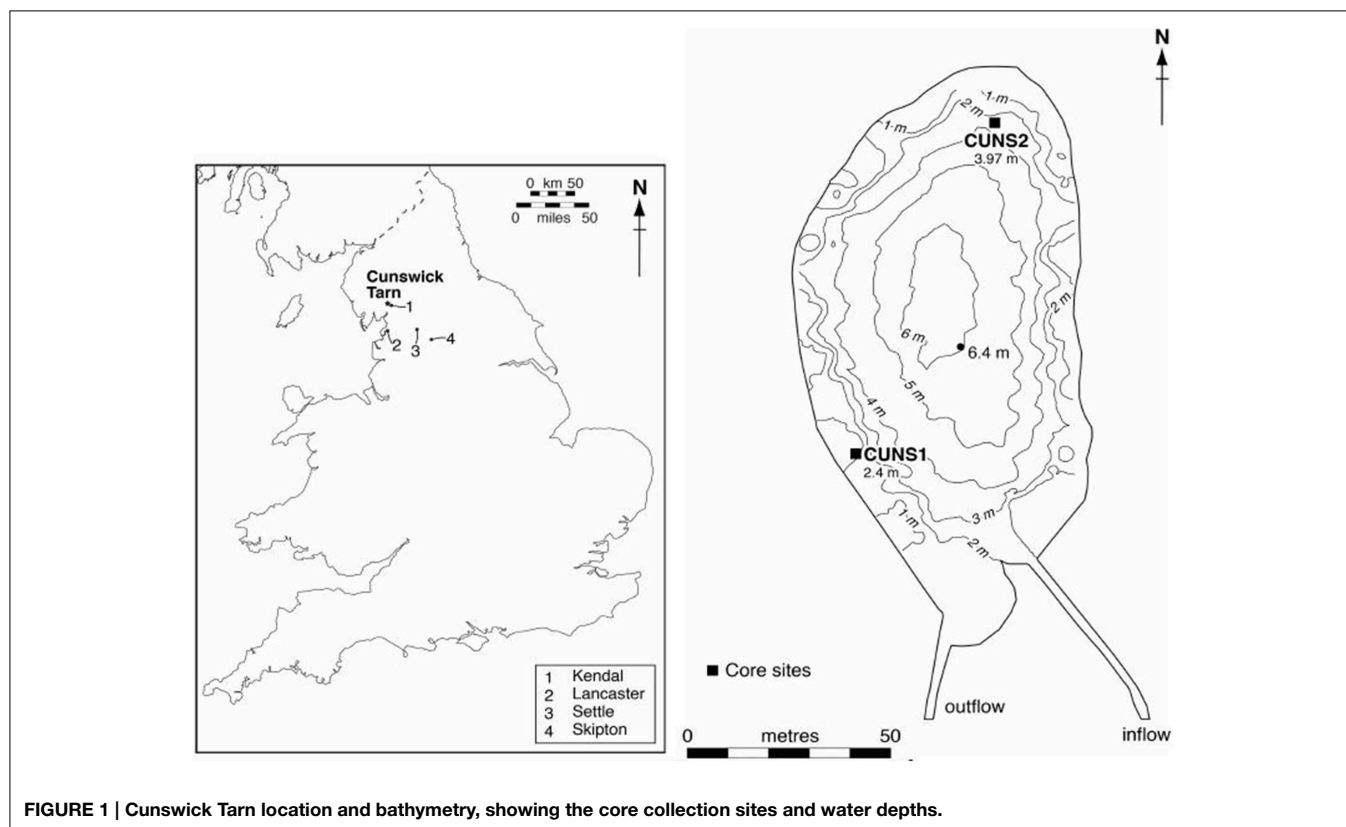 0 km 50
0 miles 50
N
Cunswick
Tarn
1
2
3
4
1 Kendal
2 Lancaster
3 Settle
4 Skipton
N
1 m
2 m
1 m
CUNS2
3.97 m
2 m
6 m
6.4 m
5 m
4 m
CUNS1
2.4 m
3 m
1 m
2 m
Core sites
outflow
inflow
0 metres 50
FIGURE 1 | Cunswick Tarn location and bathymetry, showing the core collection sites and water depths.